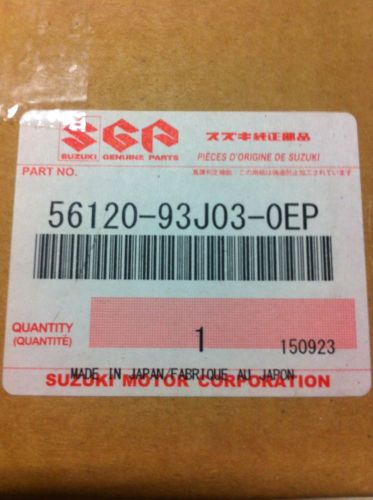 SGP
スズキ純正部品
SUZUKI GENUINE PARTS
PIÈCES D'ORIGINE DE SUZUKI
PART NO.
56120-93J03-0EP
QUANTITY
(QUANTITÉ)
1
150923
MADE IN JAPAN/FABRIQUE AU JAPON
SUZUKI MOTOR CORPORATION